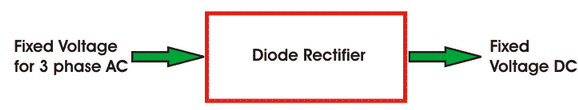 Fixed Voltage
for 3 phase AC
Diode Rectifier
Fixed
Voltage DC